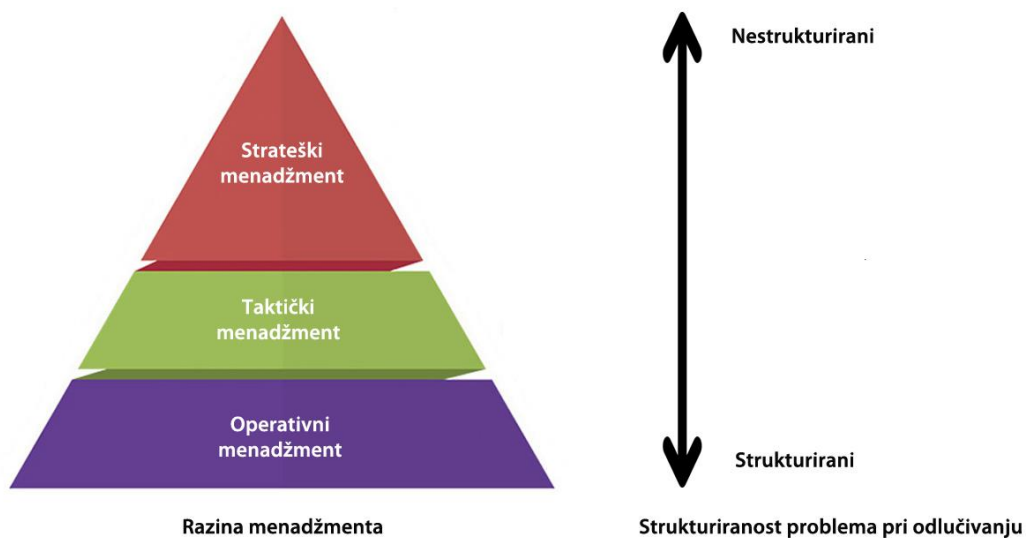 Nestrukturirani
Strateški
menadžment
Taktički
menadžment
Operativni
menadžment
Strukturirani
Razina menadžmenta
Strukturiranost problema pri odlučivanju